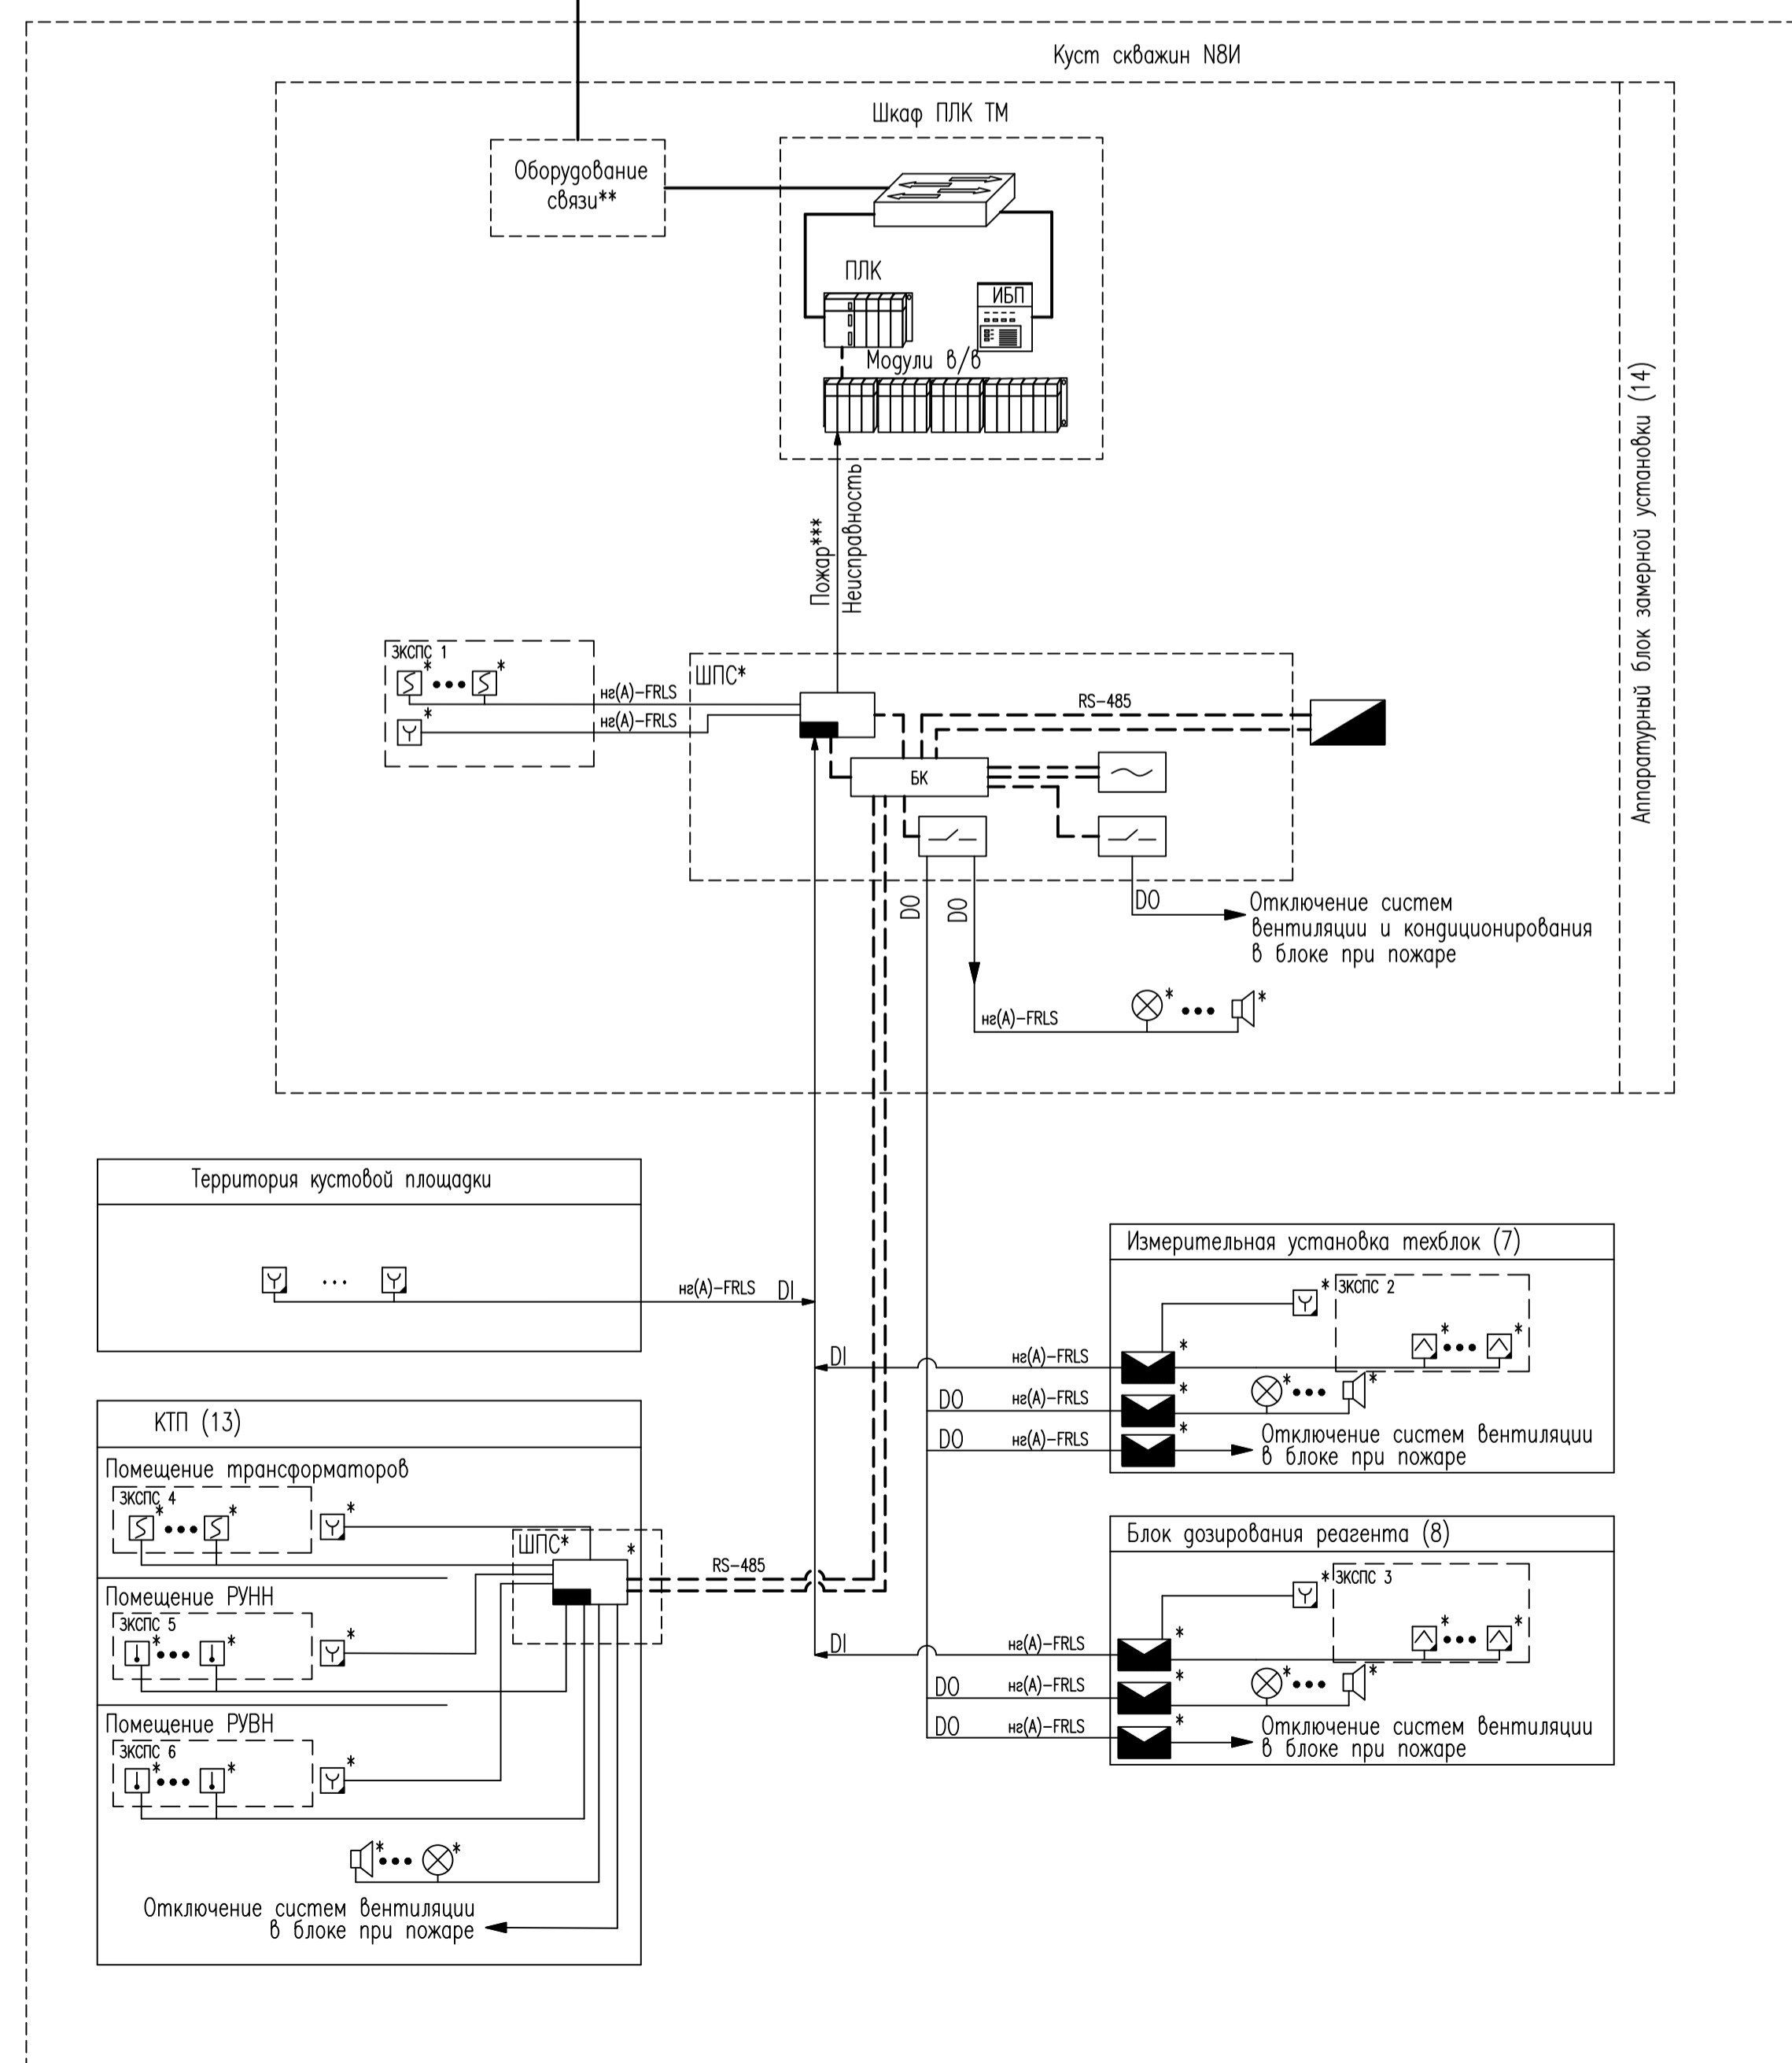 Куст скважин N8И
Шкаф ПЛК ТМ
Оборудование
связи**
ПЛК
ИБП
Модули в/в
Аппаратурный блок замерной установки (14)
Пожар***
Неисправность
ЗКСПС 1
*
*
*
нг(А)-FRLS
нг(А)-FRLS
ШПС*
RS-485
БК
DO
DO
DO
Отключение систем
вентиляции и кондиционирования
в блоке при пожаре
*
*
нг(А)-FRLS
Территория кустовой площадки
нг(А)-FRLS DI
Измерительная установка техблок (7)
* ЗКСПС 2
*
*
DI нг(А)-FRLS *
DO нг(А)-FRLS *
*
*
DO нг(А)-FRLS *
Отключение систем вентиляции
в блоке при пожаре
КТП (13)
Помещение трансформаторов
ЗКСПС 4
*
*
*
ШПС*
*
RS-485
Помещение РУНН
ЗКСПС 5
*
*
*
Помещение РУВН
ЗКСПС 6
*
*
*
*
*
Отключение систем вентиляции
в блоке при пожаре
Блок дозирования реагента (8)
* ЗКСПС 3
*
*
DI нг(А)-FRLS *
DO нг(А)-FRLS *
*
*
DO нг(А)-FRLS *
Отключение систем вентиляции
в блоке при пожаре